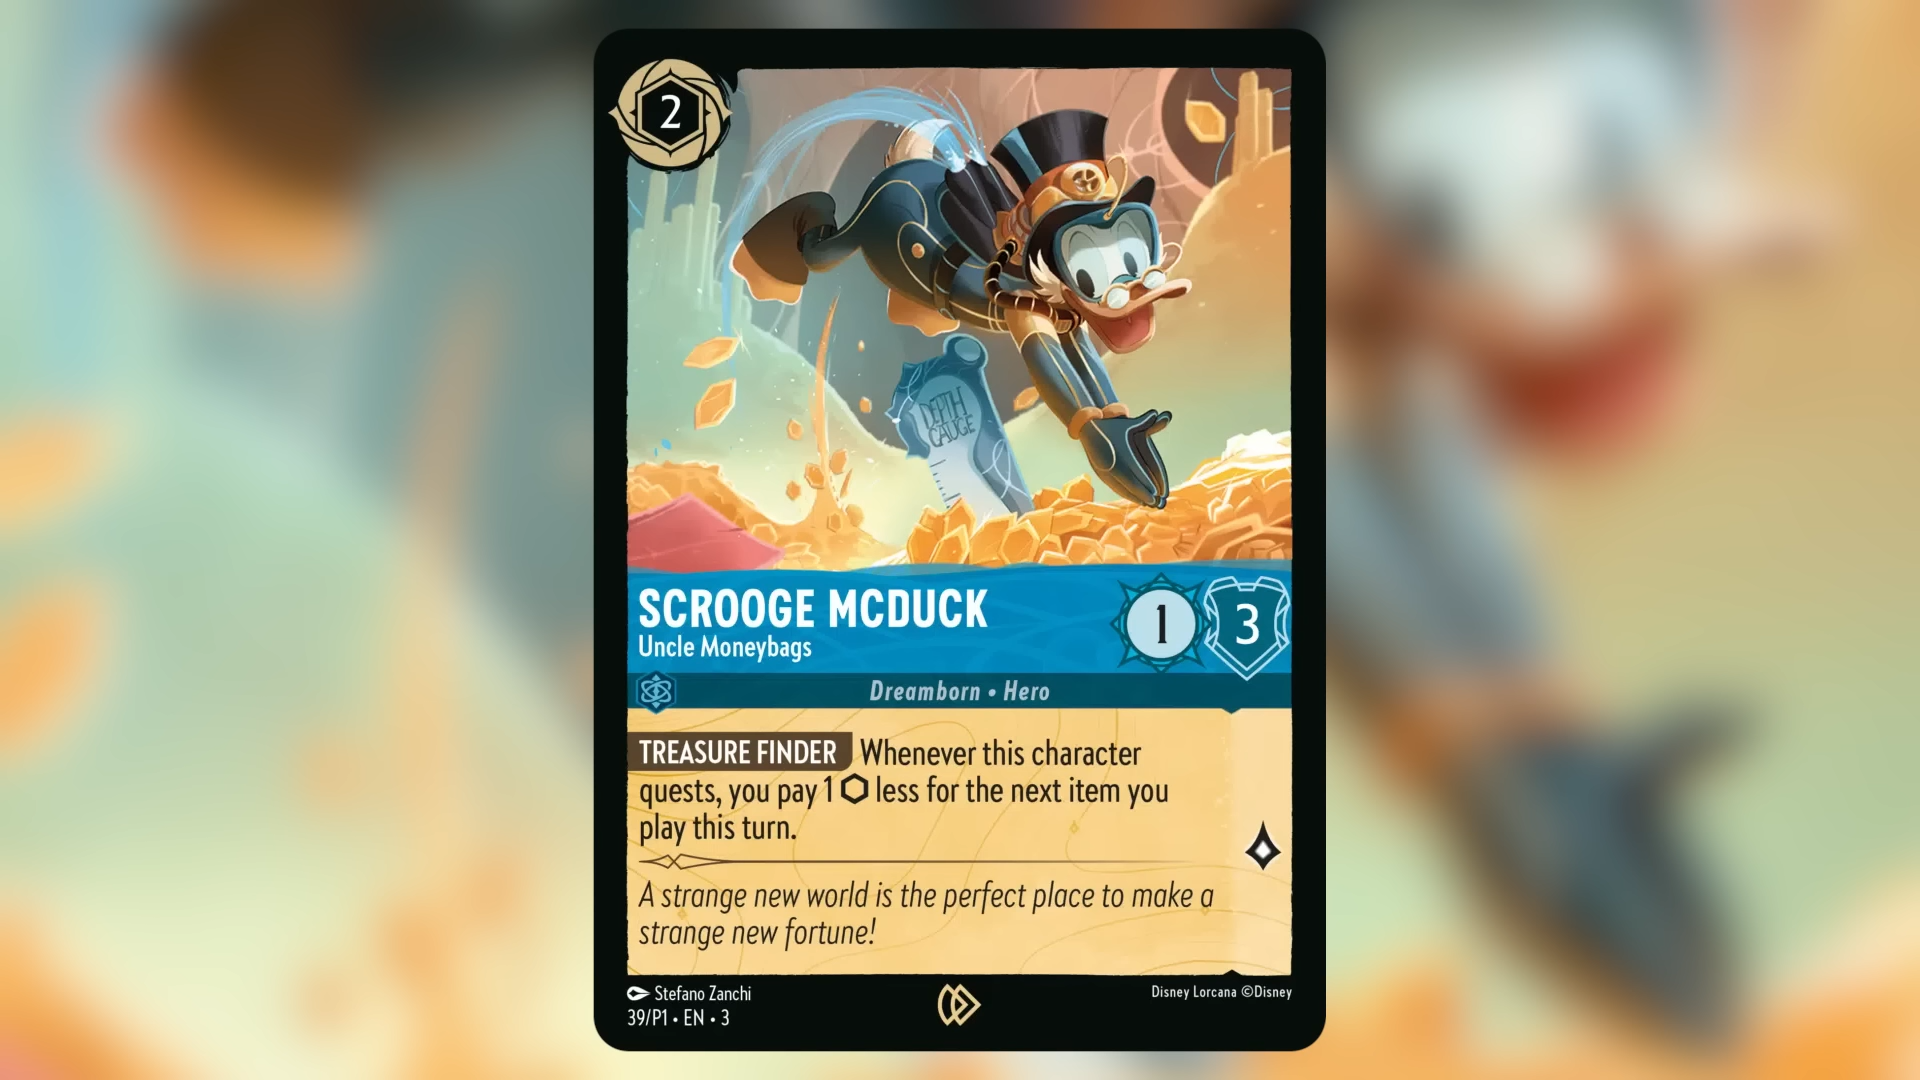 2
DEPTH
GAUGE
SCROOGE MCDUCK
1
3
Uncle Moneybags
Dreamborn • Hero
TREASURE FINDER Whenever this character
quests, you pay 1 ⬡ less for the next item you
play this turn.
A strange new world is the perfect place to make a
strange new fortune!
Stefano Zanchi
Disney Lorcana ©Disney
39/P1 • EN • 3